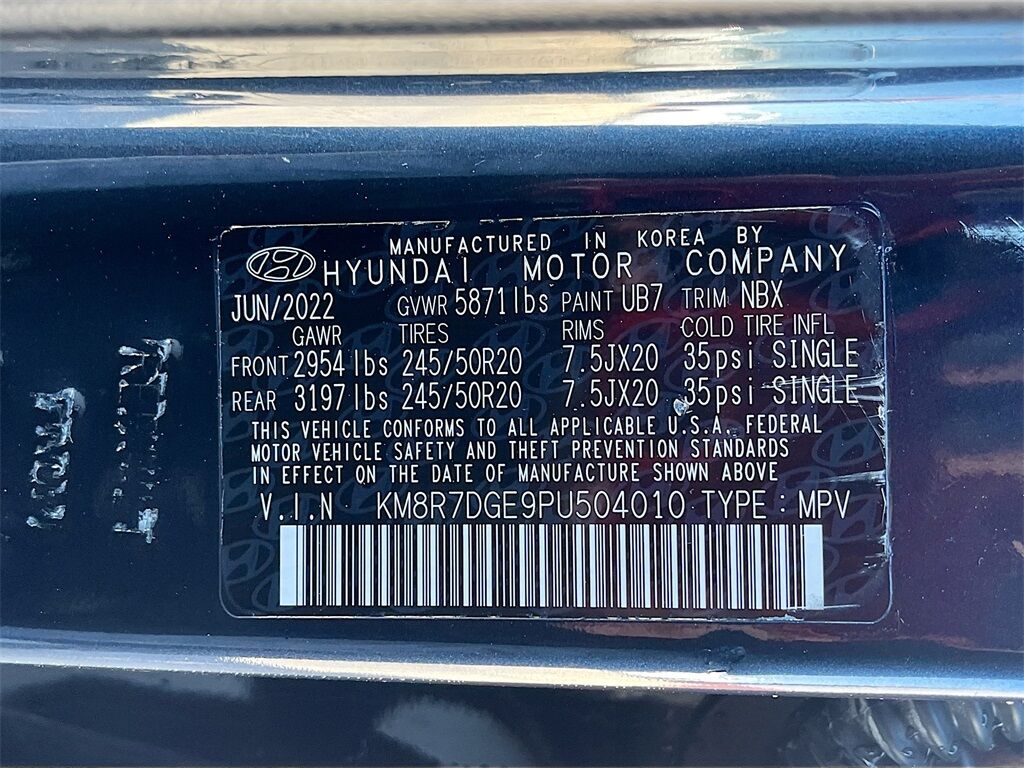 MANUFACTURED IN KOREA BY
HYUNDAI MOTOR COMPANY
JUN/2022 GVWR 5871lbs PAINT UB7 TRIM NBX
GAWR TIRES RIMS COLD TIRE INFL
FRONT 2954lbs 245/50R20 7.5JX20 35psi SINGLE
REAR 3197lbs 245/50R20 7.5JX20 35psi SINGLE
THIS VEHICLE CONFORMS TO ALL APPLICABLE U.S.A. FEDERAL
MOTOR VEHICLE SAFETY AND THEFT PREVENTION STANDARDS
IN EFFECT ON THE DATE OF MANUFACTURE SHOWN ABOVE
V.I.N KM8R7DGE9PU504010 TYPE : MPV